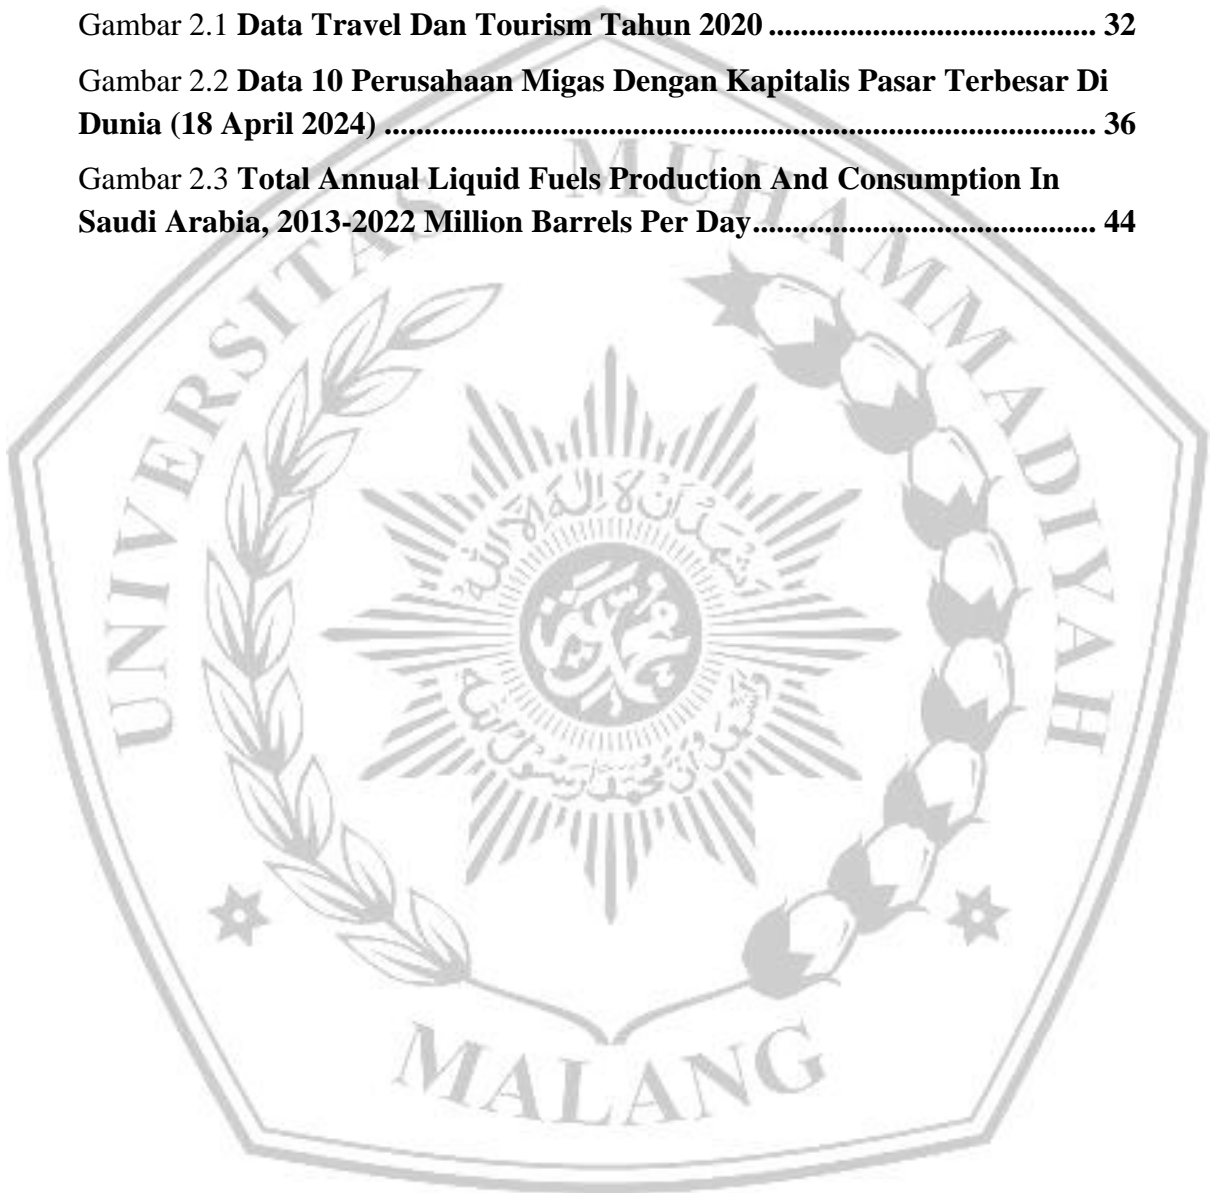 Gambar 2.1 Data Travel Dan Tourism Tahun 2020 ......................................... 32
Gambar 2.2 Data 10 Perusahaan Migas Dengan Kapitalis Pasar Terbesar Di
Dunia (18 April 2024) ......................................................................................... 36
Gambar 2.3 Total Annual Liquid Fuels Production And Consumption In
Saudi Arabia, 2013-2022 Million Barrels Per Day........................................... 44
UNIVERSITAS MUHAMMADIYAH
MALANG